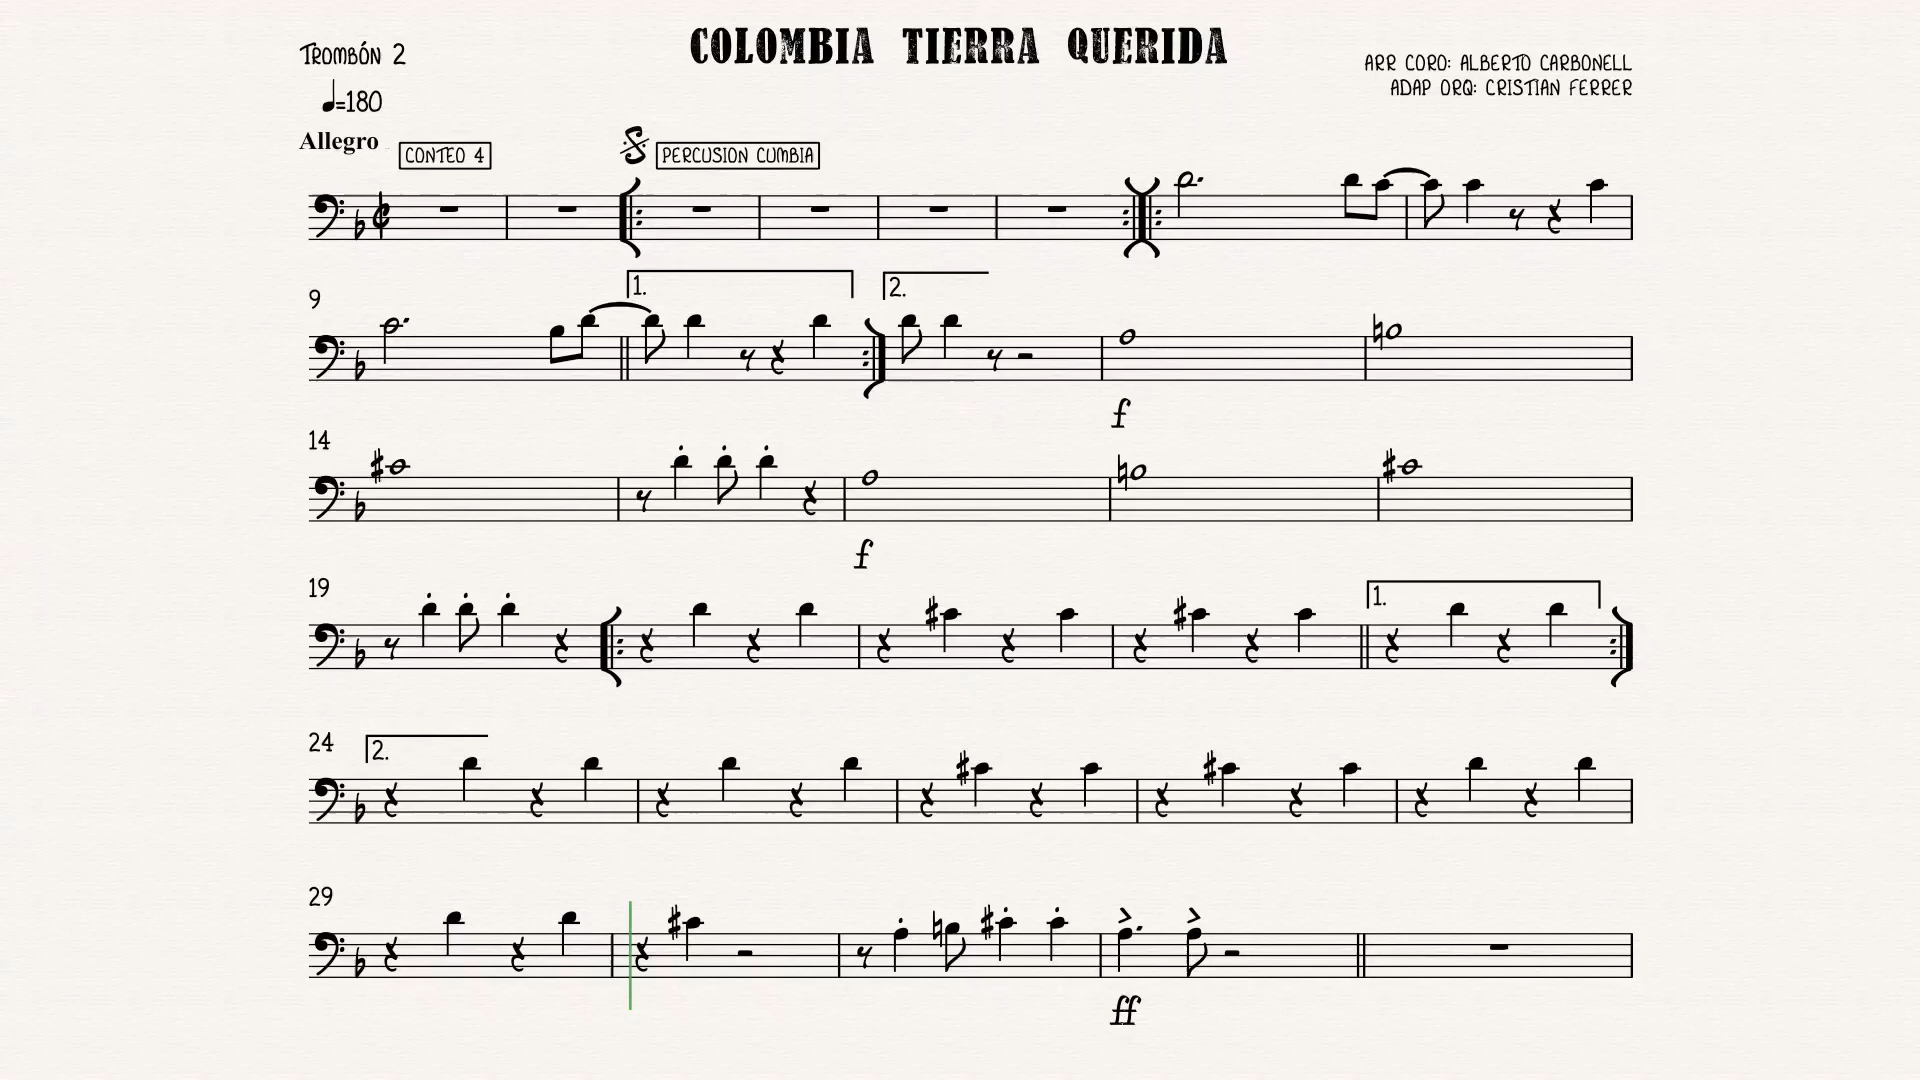 COLOMBIA TIERRA QUERIDA
TROMBÓN 2
ARR CORO: ALBERTO CARBONELL
ADAP ORQ: CRISTIAN FERRER
=180
Allegro
CONTEO 4
PERCUSION CUMBIA
9
1.
2.
f
14
f
19
1.
24
2.
29
ff